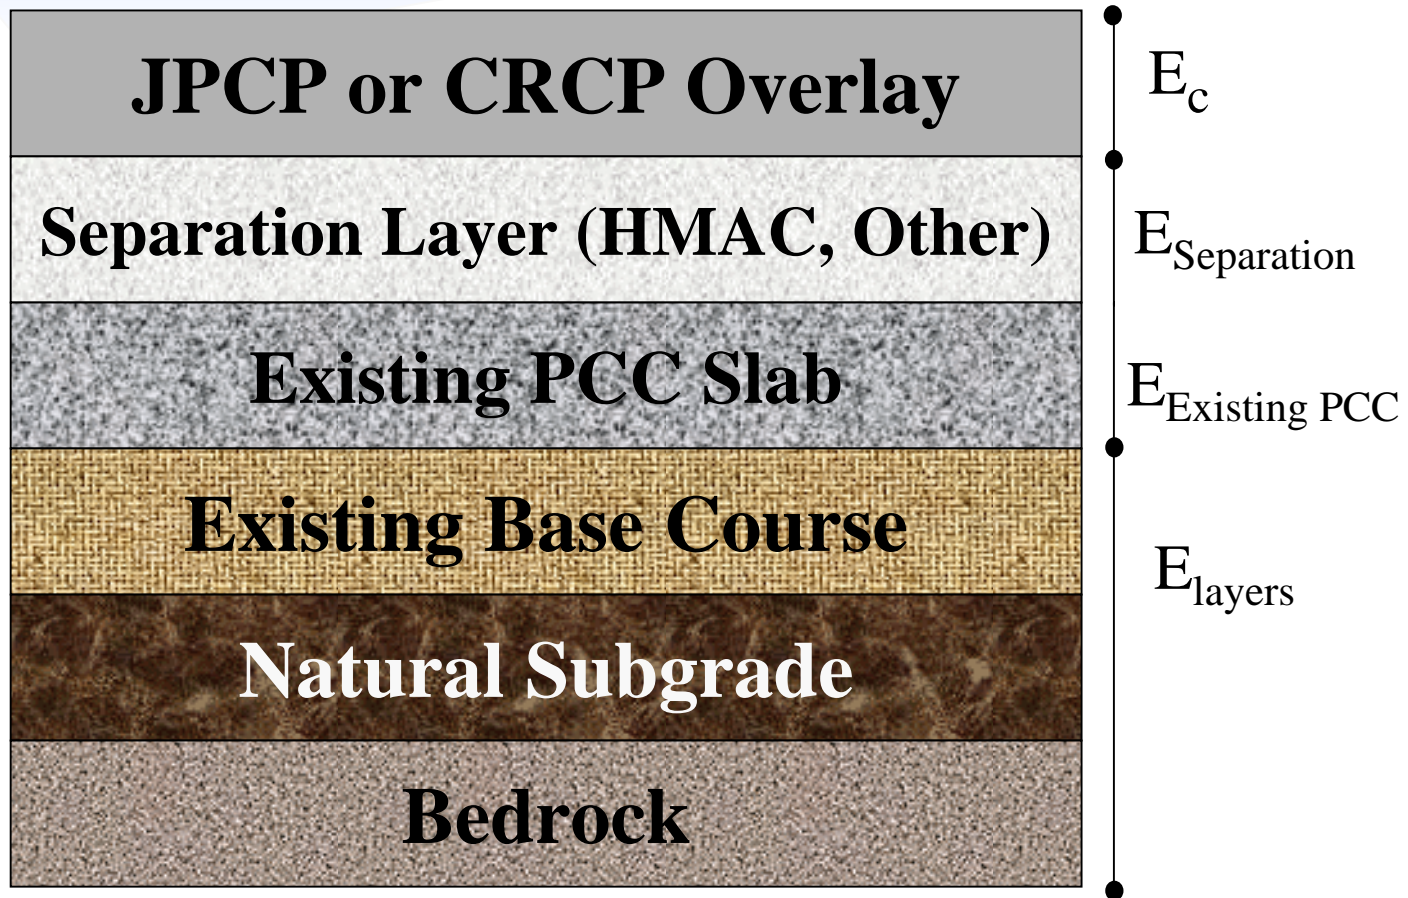 JPCP or CRCP Overlay
Ec
Separation Layer (HMAC, Other)
ESeparation
Existing PCC Slab
EExisting PCC
Existing Base Course
Elayers
Natural Subgrade
Bedrock